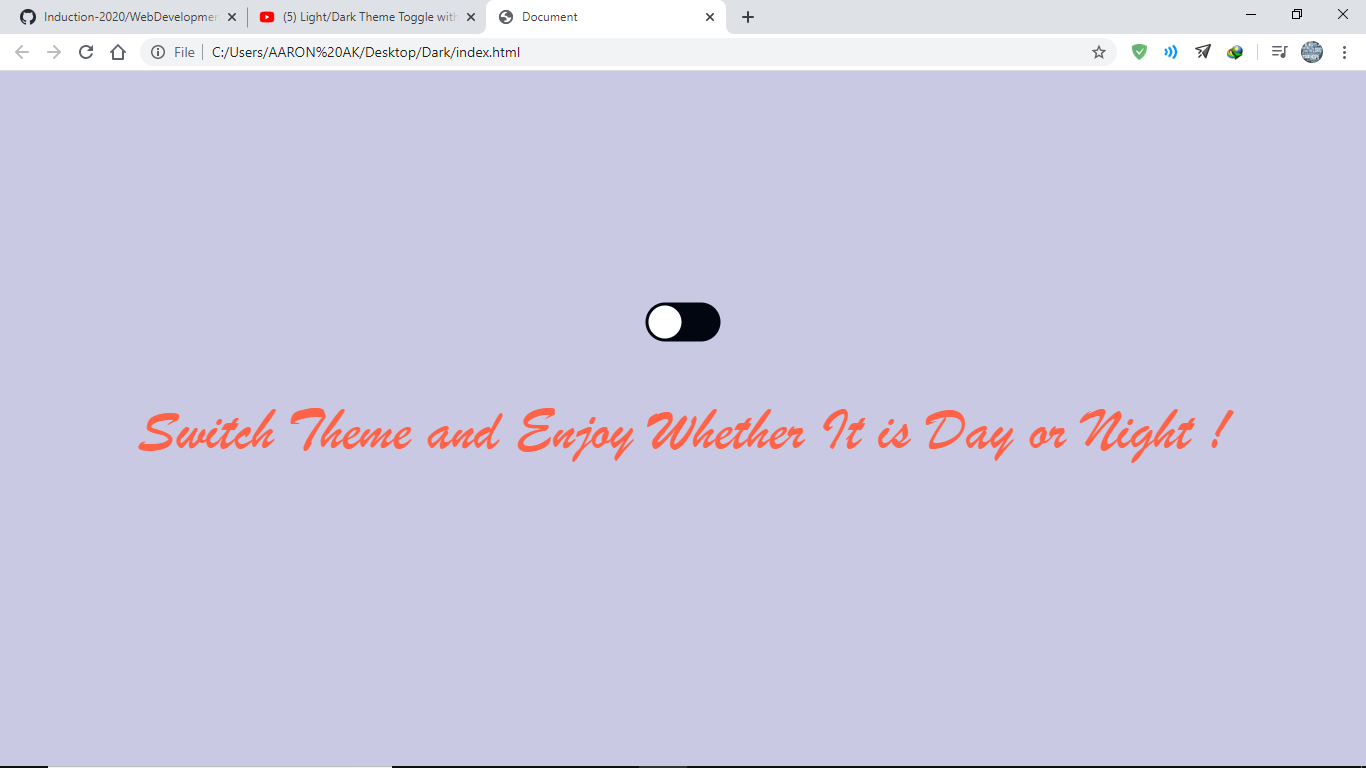 Induction-2020/WebDevelopmen
(5) Light/Dark Theme Toggle with
Document
File
C:/Users/AARON%20AK/Desktop/Dark/index.html
Switch Theme and Enjoy Whether It is Day or Night !